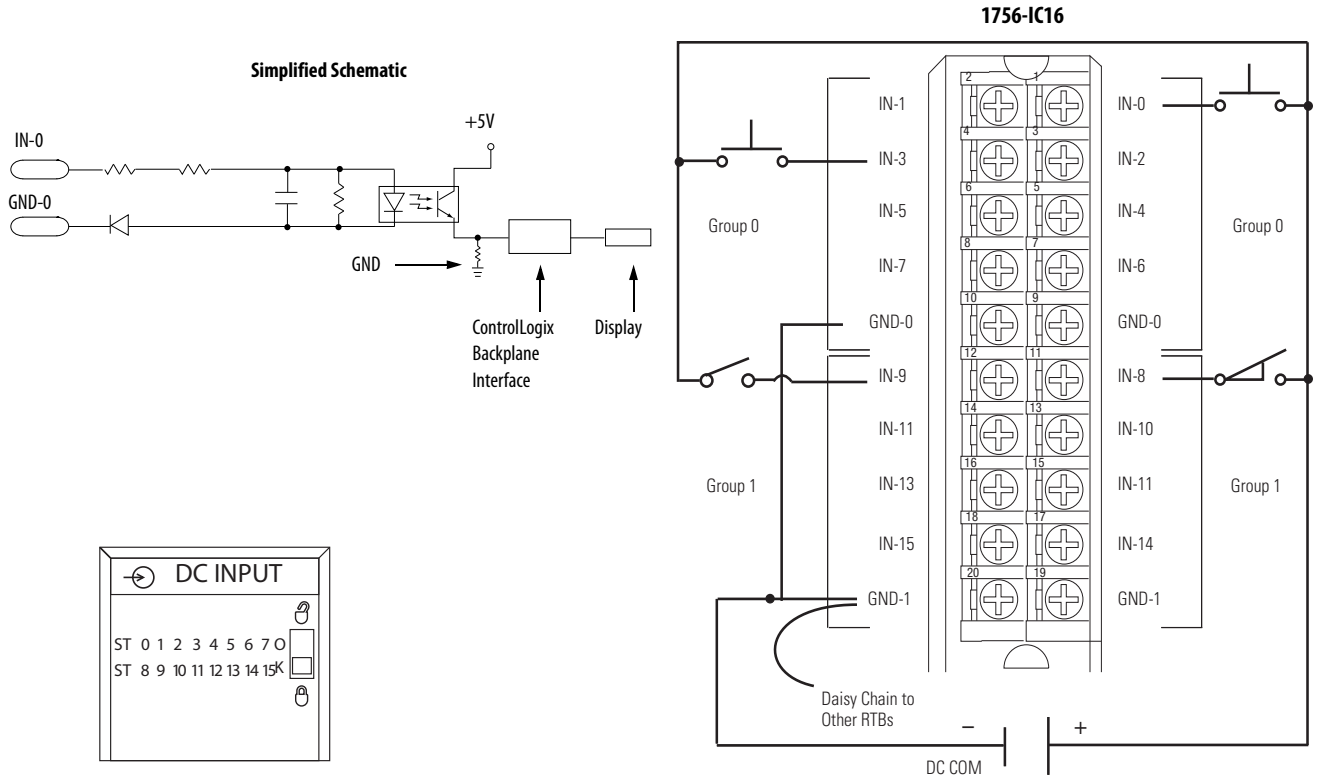 1756-IC16
Simplified Schematic
IN-0
GND-0
+5V
GND
ControlLogix
Backplane
Interface
Display
DC INPUT
ST 0 1 2 3 4 5 6 7 O
ST 8 9 10 11 12 13 14 15 K
2 1
IN-1 IN-0
4 3
IN-3 IN-2
6 5
IN-5 IN-4
Group 0 Group 0
8 7
IN-7 IN-6
10 9
GND-0 GND-0
12 11
IN-9 IN-8
14 13
IN-11 IN-10
16 15
IN-13 IN-11
Group 1 Group 1
18 17
IN-15 IN-14
20 19
GND-1 GND-1
Daisy Chain to
Other RTBs
– +
DC COM